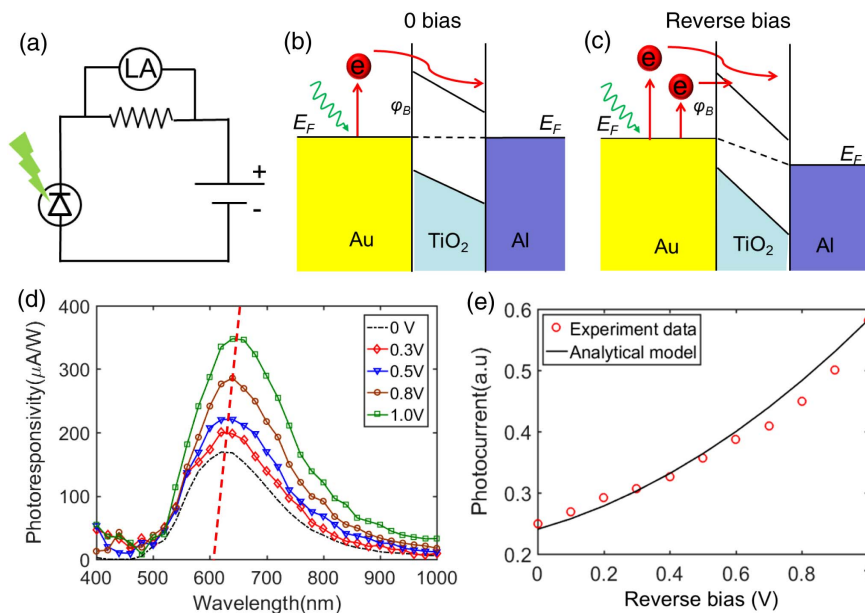 (a)
LA
+
-
(b)
0 bias
e
φB
EF
EF
Au
TiO2
Al
(c)
Reverse bias
e
e
φB
EF
EF
Au
TiO2
Al
(d)
Photoresponsivity(μA/W)
400
300
200
100
0
400 500 600 700 800 900 1000
Wavelength(nm)
0 V
0.3V
0.5V
0.8V
1.0V
(e)
Photocurrent(a.u)
0.6
0.5
0.4
0.3
0.2
0 0.2 0.4 0.6 0.8
Reverse bias (V)
Experiment data
Analytical model